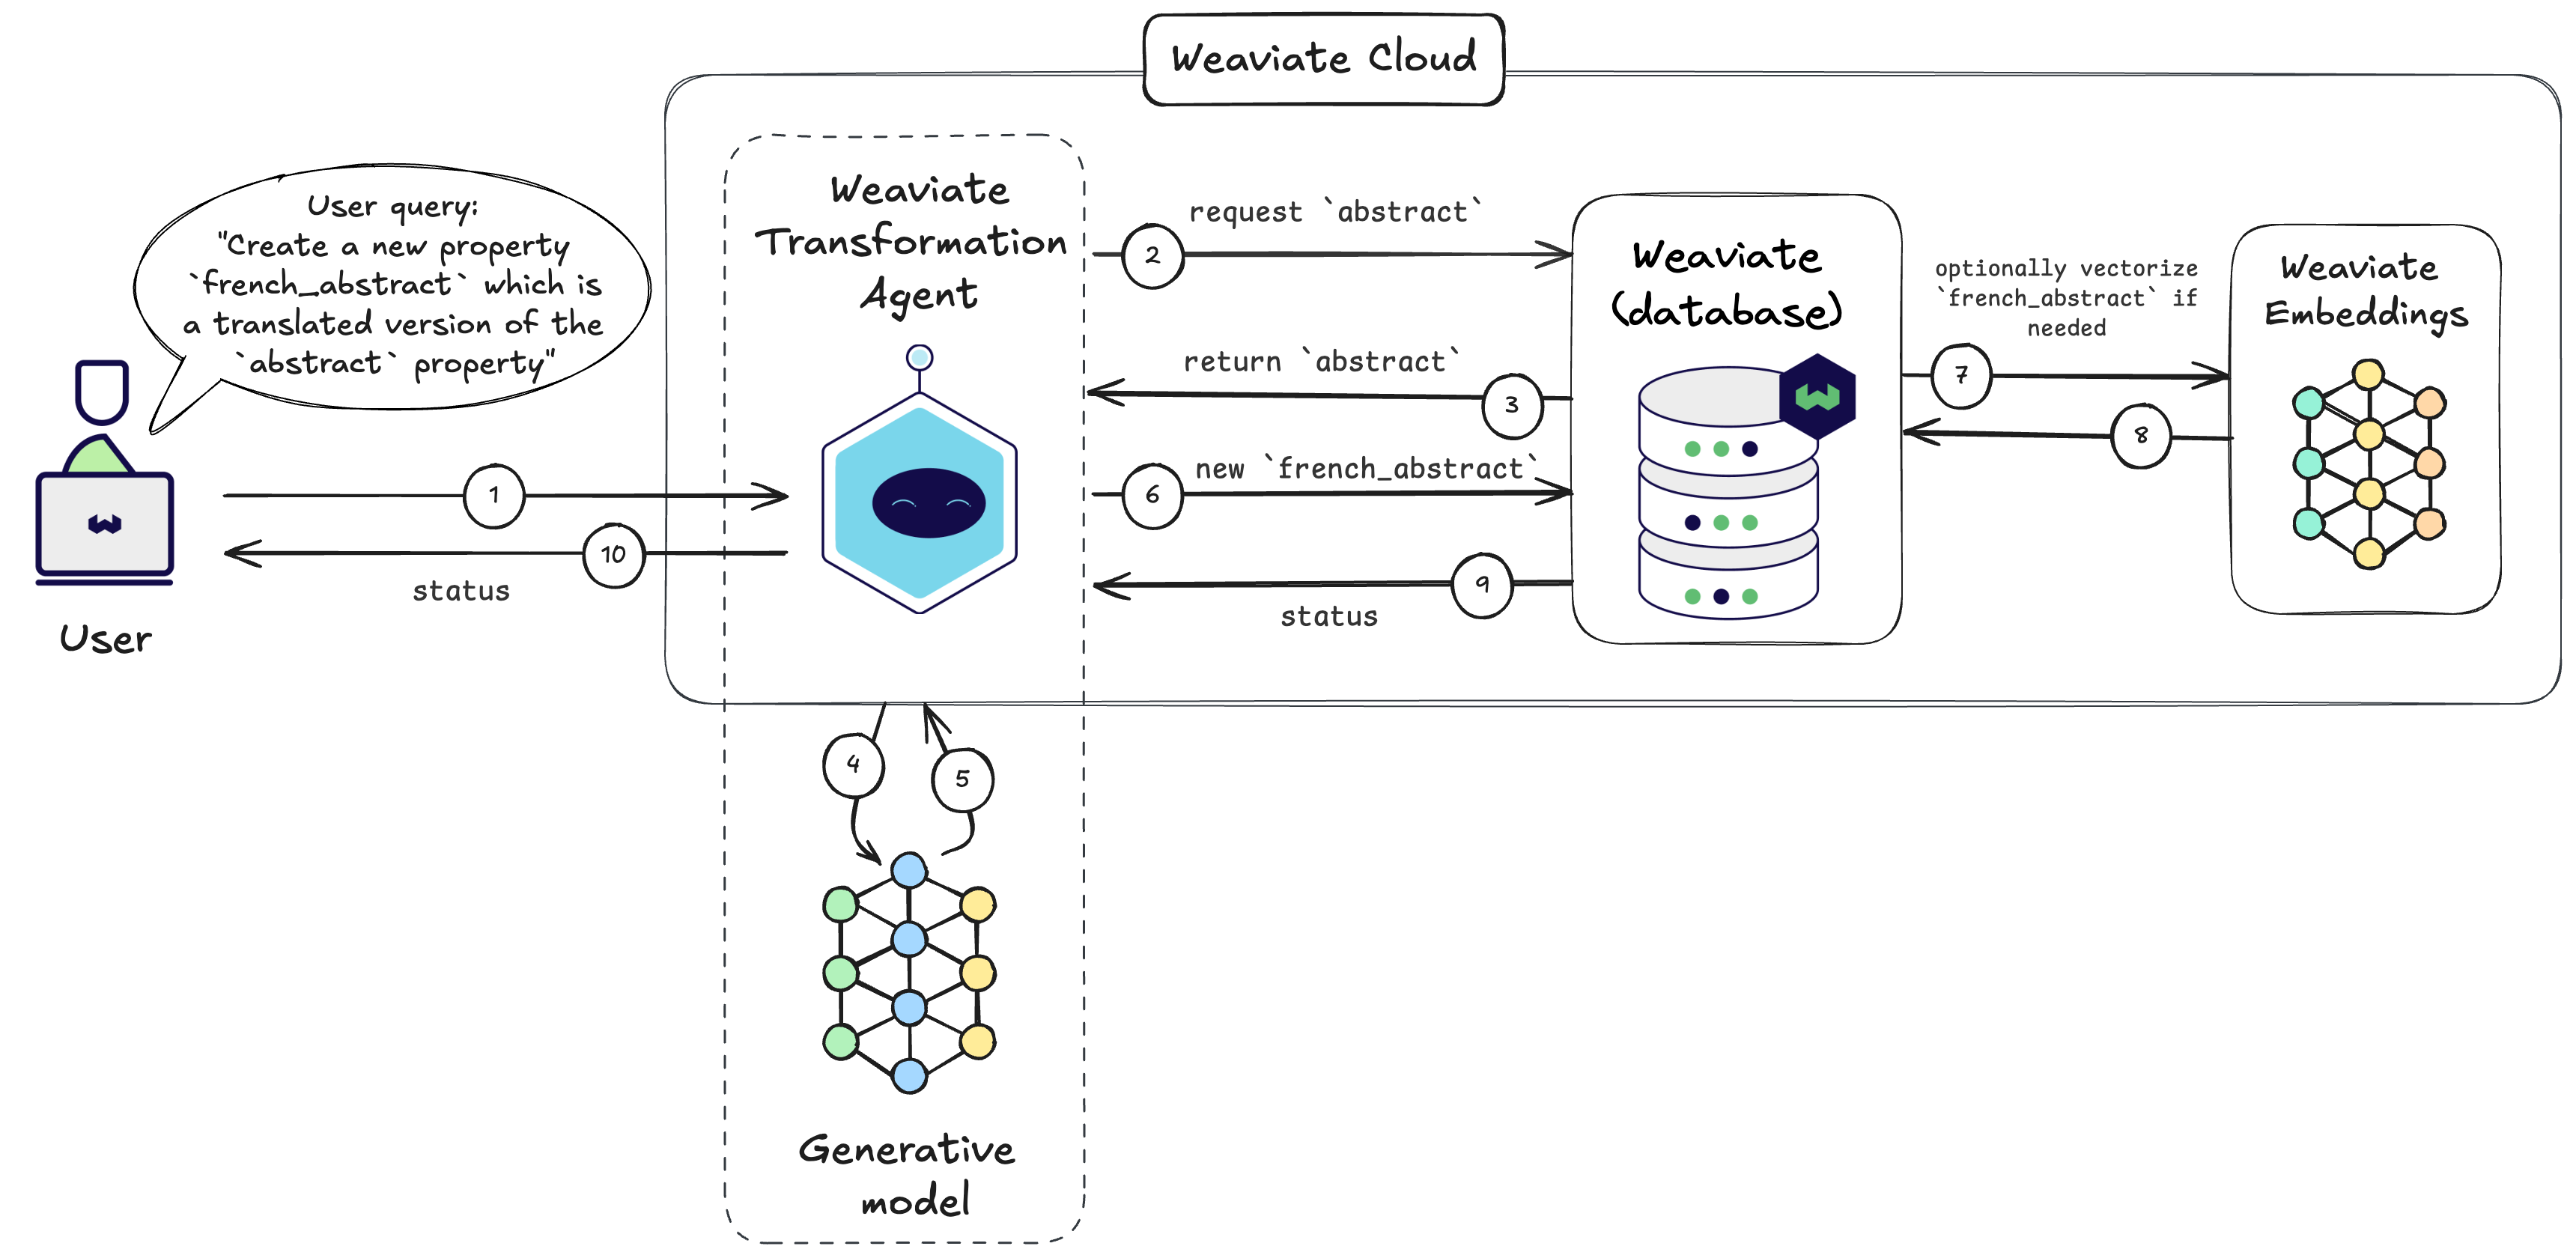 Weaviate Cloud
User query:
"Create a new property
`french_abstract` which is
a translated version of the
`abstract` property"
User
1
10
status
Weaviate
Transformation
Agent
2
request `abstract`
return `abstract`
3
6
new `french_abstract`
9
status
Weaviate
(database)
optionally vectorize
`french_abstract` if
needed
7
8
Weaviate
Embeddings
4
5
Generative
model